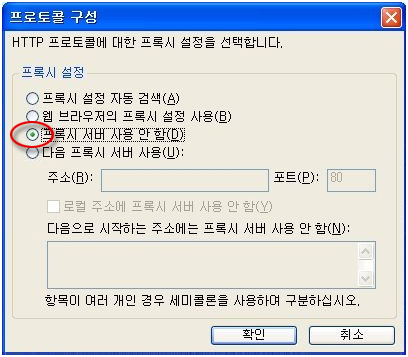 프로토콜 구성
HTTP 프로토콜에 대한 프록시 설정을 선택합니다.
프록시 설정
프록시 설정 자동 검색(A)
웹 브라우저의 프록시 설정 사용(B)
프록시 서버 사용 안 함(D)
다음 프록시 서버 사용(U):
주소(R): 포트(P): 80
로컬 주소에 프록시 서버 사용 안 함(Y)
다음으로 시작하는 주소에는 프록시 서버 사용 안 함(N):
항목이 여러 개인 경우 세미콜론을 사용하여 구분하십시오.
확인 취소